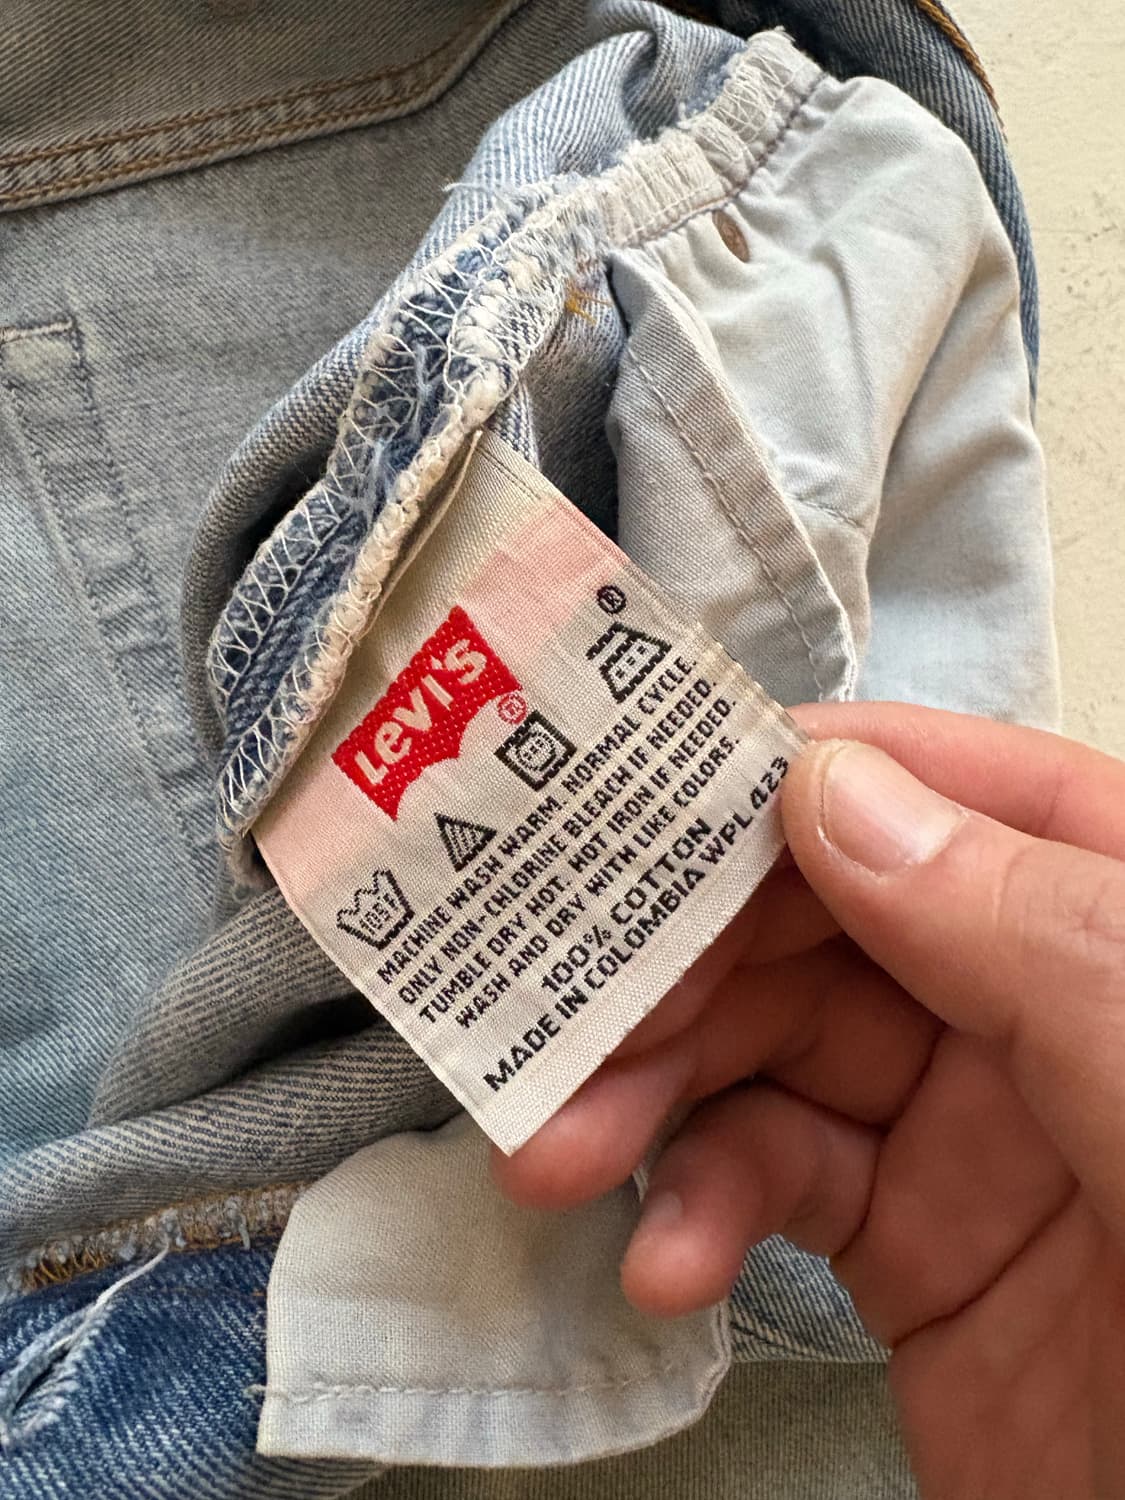 Levi's®
®
105F
MACHINE WASH WARM. NORMAL CYCLE.
ONLY NON-CHLORINE BLEACH IF NEEDED.
TUMBLE DRY HOT. HOT IRON IF NEEDED.
WASH AND DRY WITH LIKE COLORS.
100% COTTON
MADE IN COLOMBIA WPL 423